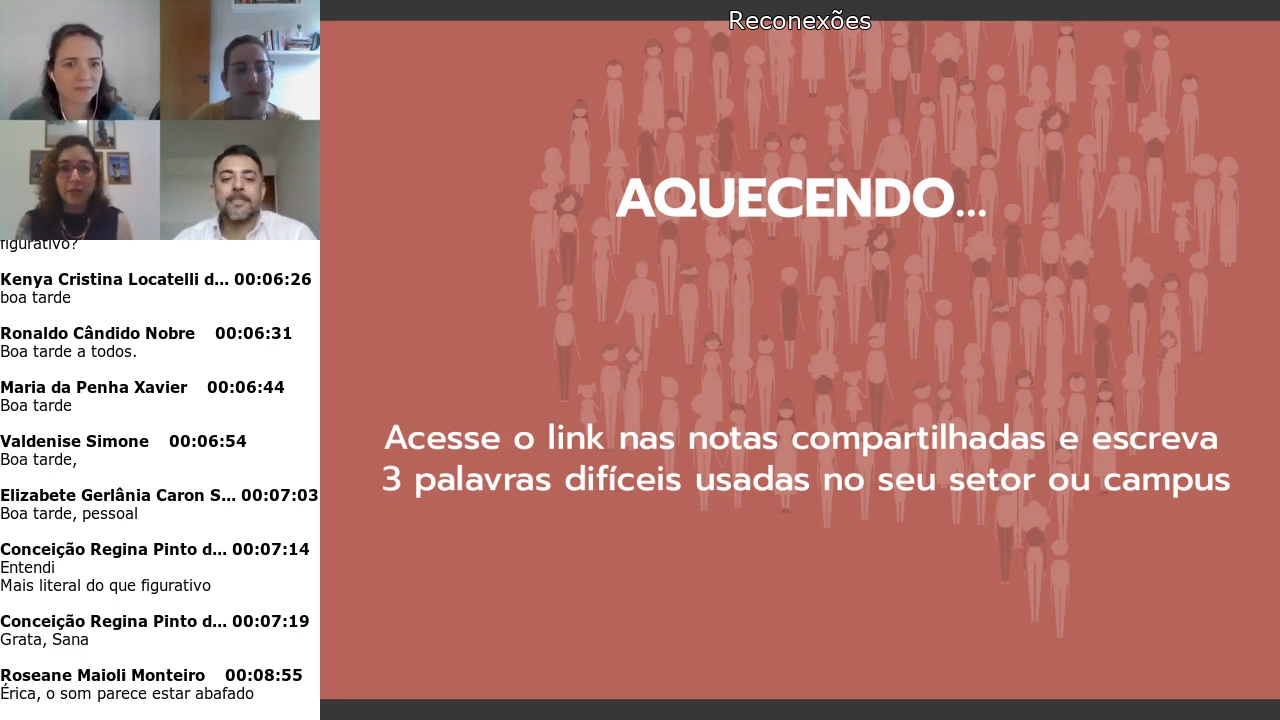 Reconexões
figurativo?
Kenya Cristina Locatelli d... 00:06:26
boa tarde
Ronaldo Cândido Nobre 00:06:31
Boa tarde a todos.
Maria da Penha Xavier 00:06:44
Boa tarde
Valdenise Simone 00:06:54
Boa tarde,
Elizabete Gerlânia Caron S... 00:07:03
Boa tarde, pessoal
Conceição Regina Pinto d... 00:07:14
Entendi
Mais literal do que figurativo
Conceição Regina Pinto d... 00:07:19
Grata, Sana
Roseane Maioli Monteiro 00:08:55
Érica, o som parece estar abafado
AQUECENDO...
Acesse o link nas notas compartilhadas e escreva
3 palavras difíceis usadas no seu setor ou campus